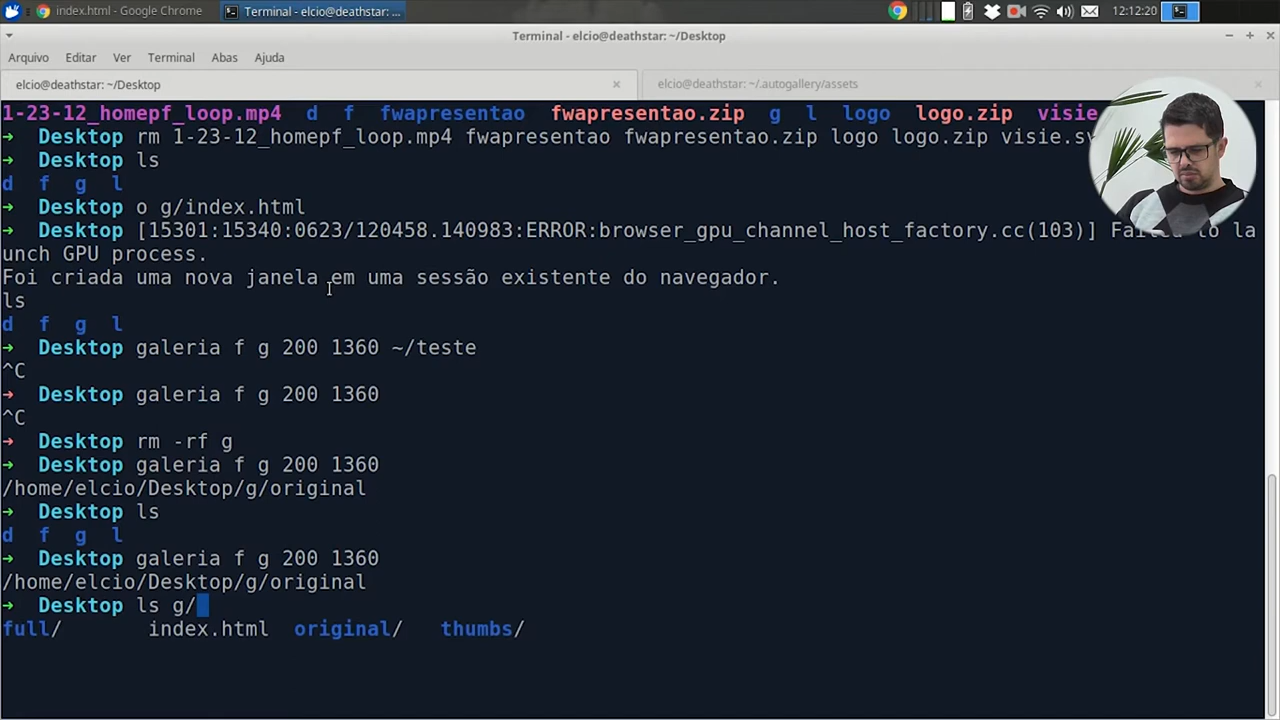 index.html - Google Chrome
Terminal - elcio@deathstar: ...
12:12:20
Terminal - elcio@deathstar: ~/Desktop
Arquivo Editar Ver Terminal Abas Ajuda
elcio@deathstar: ~/Desktop
elcio@deathstar: ~/.autogallery/assets
1-23-12_homepf_loop.mp4 d f fwapresentao fwapresentao.zip g l logo logo.zip
➜ Desktop rm 1-23-12_homepf_loop.mp4 fwapresentao fwapresentao.zip logo logo.zip
➜ Desktop ls
d f g l
➜ Desktop o g/index.html
➜ Desktop [15301:15340:0623/120458.140983:ERROR:browser_gpu_channel_host_factory.cc(103)] Failed to la
unch GPU process.
Foi criada uma nova janela em uma sessão existente do navegador.
ls
d f g l
➜ Desktop galeria f g 200 1360 ~/teste
^C
➜ Desktop galeria f g 200 1360
^C
➜ Desktop rm -rf g
➜ Desktop galeria f g 200 1360
/home/elcio/Desktop/g/original
➜ Desktop ls
d f g l
➜ Desktop galeria f g 200 1360
/home/elcio/Desktop/g/original
➜ Desktop ls g/
full/ index.html original/ thumbs/